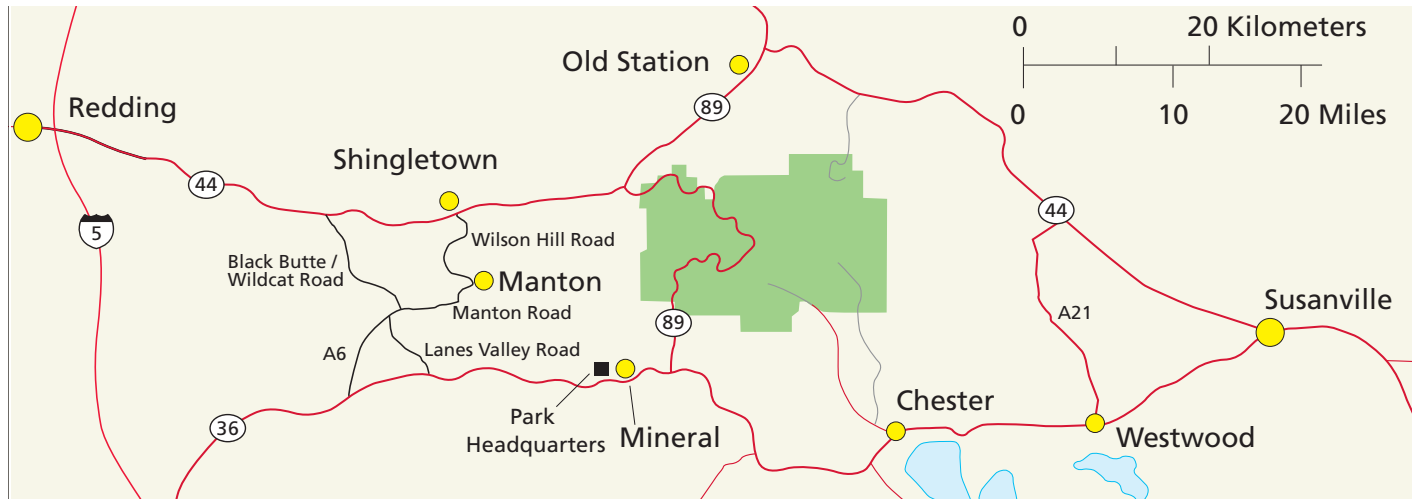 0 20 Kilometers
0 10 20 Miles
Old Station
89
Redding
Shingletown
44
5
Wilson Hill Road
Black Butte /
Wildcat Road
Manton
Manton Road
44
Susanville
A21
89
A6
Lanes Valley Road
Park
Headquarters
Mineral
36
Chester
Westwood